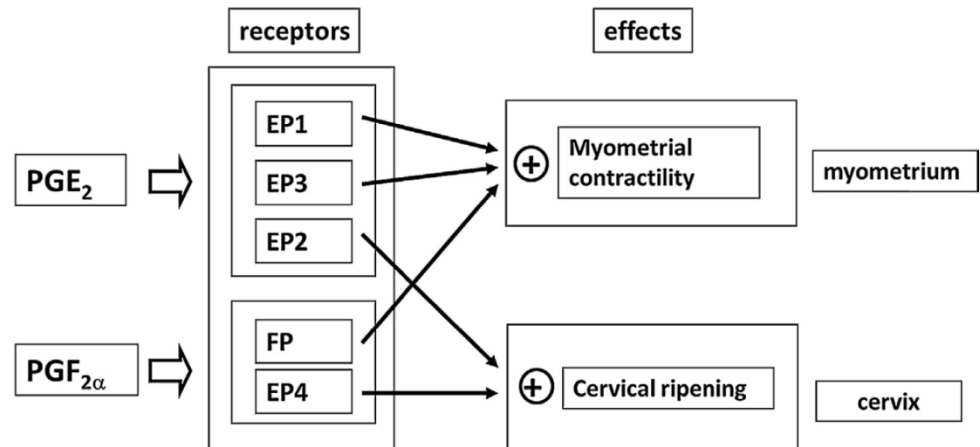 receptors
effects
EP1
EP3
EP2
FP
EP4
PGE₂
PGF₂α
+ Myometrial
contractility
myometrium
+ Cervical ripening
cervix